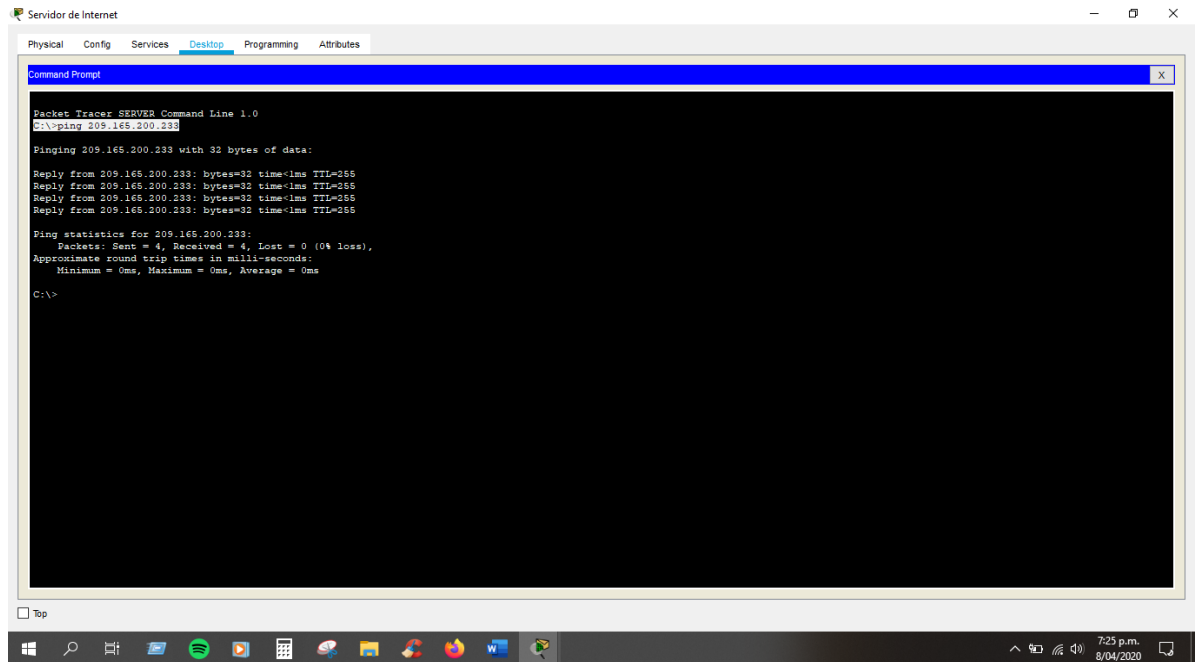 Servidor de Internet
Physical Config Services Desktop Programming Attributes
Command Prompt
X
Packet Tracer SERVER Command Line 1.0
C:\>ping 209.165.200.233
Pinging 209.165.200.233 with 32 bytes of data:
Reply from 209.165.200.233: bytes=32 time<1ms TTL=255
Reply from 209.165.200.233: bytes=32 time<1ms TTL=255
Reply from 209.165.200.233: bytes=32 time<1ms TTL=255
Reply from 209.165.200.233: bytes=32 time<1ms TTL=255
Ping statistics for 209.165.200.233:
Packets: Sent = 4, Received = 4, Lost = 0 (0% loss),
Approximate round trip times in milli-seconds:
Minimum = 0ms, Maximum = 0ms, Average = 0ms
C:\>
Top
7:25 p.m.
8/04/2020